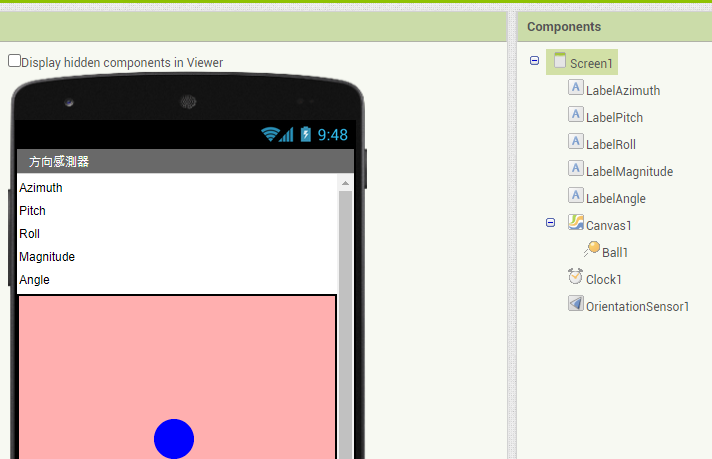 Components
Display hidden components in Viewer
9:48
方向感測器
Azimuth
Pitch
Roll
Magnitude
Angle
Screen1
LabelAzimuth
LabelPitch
LabelRoll
LabelMagnitude
LabelAngle
Canvas1
Ball1
Clock1
OrientationSensor1